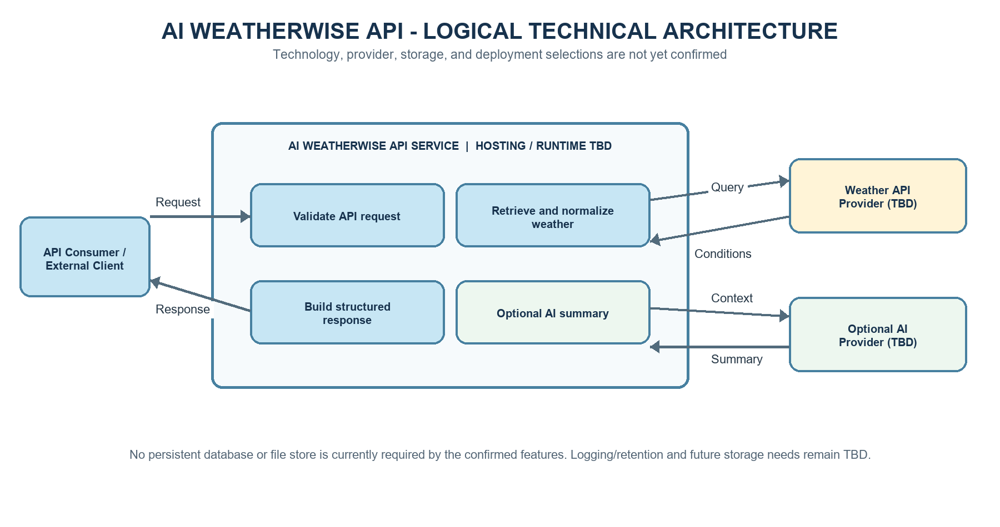 AI WEATHERWISE API - LOGICAL TECHNICAL ARCHITECTURE
Technology, provider, storage, and deployment selections are not yet confirmed
AI WEATHERWISE API SERVICE | HOSTING / RUNTIME TBD
Request
API Consumer /
External Client
Response
Validate API request
Retrieve and normalize
weather
Query
Weather API
Provider (TBD)
Conditions
Build structured
response
Optional AI summary
Context
Optional AI
Provider (TBD)
Summary
No persistent database or file store is currently required by the confirmed features. Logging/retention and future storage needs remain TBD.